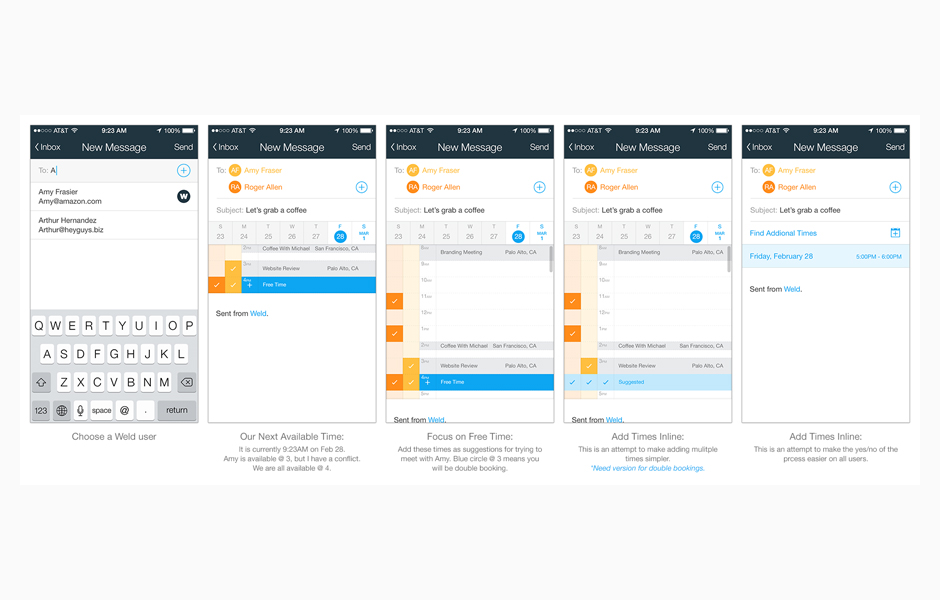 AT&T 9:23 AM 100%
Inbox New Message Send
To: A
Amy Frasier
Amy@amazon.com
W
Arthur Hernandez
Arthur@heyguys.biz
Q W E R T Y U I O P
A S D F G H J K L
Z X C V B N M
123 space @ . return
Choose a Weld user
AT&T 9:23 AM 100%
Inbox New Message Send
To: AF Amy Fraser
RA Roger Allen
Subject: Let's grab a coffee
S M T W T F S
23 24 25 26 27 28 MAR 1
2PM Coffee With Michael San Francisco, CA
3PM Website Review Palo Alto, CA
4PM Free Time
Sent from Weld.
Our Next Available Time:
It is currently 9:23AM on Feb 28.
Amy is available @ 3, but I have a conflict.
We are all available @ 4.
AT&T 9:23 AM 100%
Inbox New Message Send
To: AF Amy Fraser
RA Roger Allen
Subject: Let's grab a coffee
S M T W T F S
23 24 25 26 27 28 MAR 1
8AM Branding Meeting Palo Alto, CA
9AM
10AM
11AM
12PM
1PM
2PM Coffee With Michael San Francisco, CA
3PM Website Review Palo Alto, CA
4PM Free Time
5PM
Sent from Weld.
Focus on Free Time:
Add these times as suggestions for trying to
meet with Amy. Blue circle @ 3 means you
will be double booking.
AT&T 9:23 AM 100%
Inbox New Message Send
To: AF Amy Fraser
RA Roger Allen
Subject: Let's grab a coffee
S M T W T F S
23 24 25 26 27 28 MAR 1
8AM Branding Meeting Palo Alto, CA
9AM
10AM
11AM
12PM
1PM
2PM Coffee With Michael San Francisco, CA
3PM Website Review Palo Alto, CA
Suggested
5PM
Sent from Weld.
Add Times Inline:
This is an attempt to make adding mulitple
times simpler.
*Need version for double bookings.
AT&T 9:23 AM 100%
Inbox New Message Send
To: AF Amy Fraser
RA Roger Allen
Subject: Let's grab a coffee
Find Addional Times
Friday, February 28 5:00PM - 6:00PM
Sent from Weld.
Add Times Inline:
This is an attempt to make the yes/no of the
prcess easier on all users.